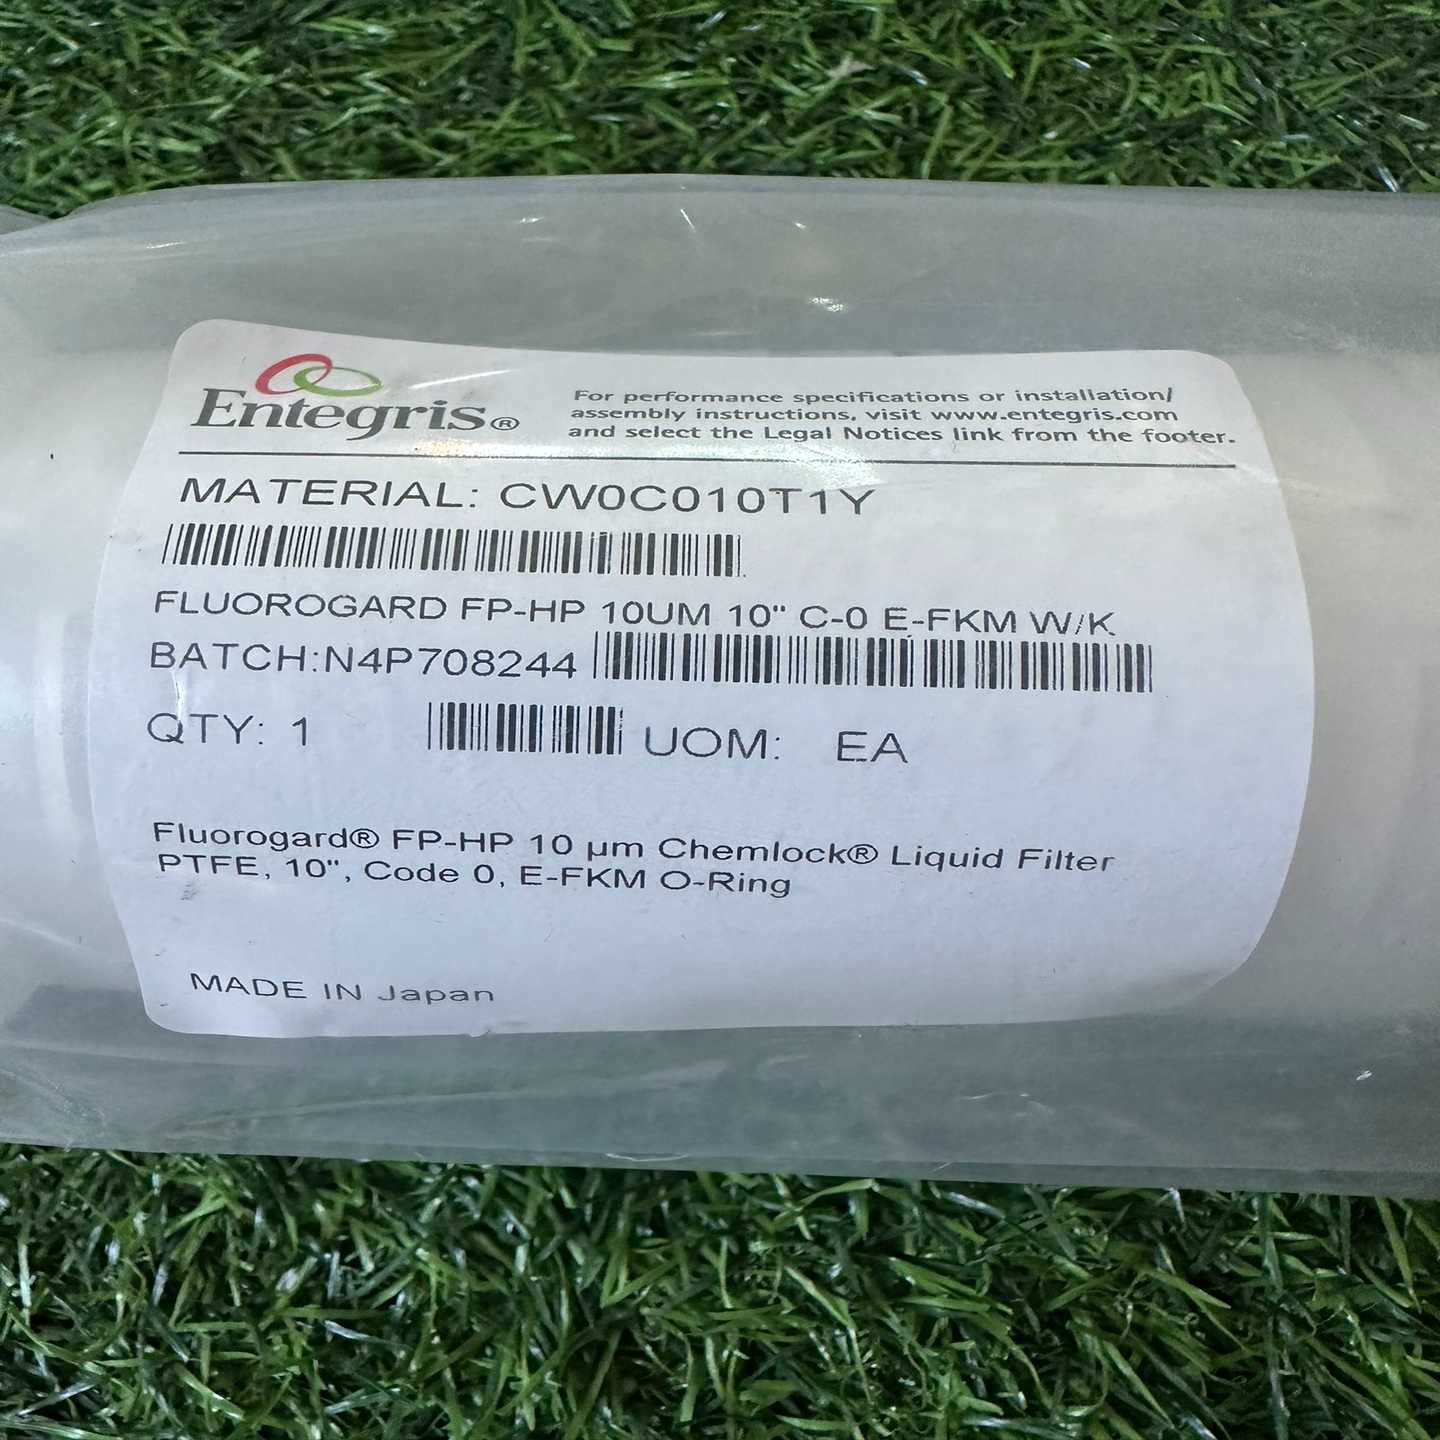 Entegris®
For performance specifications or installation/
assembly instructions, visit www.entegris.com
and select the Legal Notices link from the footer.
MATERIAL: CW0C010T1Y
FLUOROGARD FP-HP 10UM 10" C-0 E-FKM W/K
BATCH:N4P708244
QTY: 1 UOM: EA
Fluorogard® FP-HP 10 µm Chemlock® Liquid Filter
PTFE, 10", Code 0, E-FKM O-Ring
MADE IN Japan